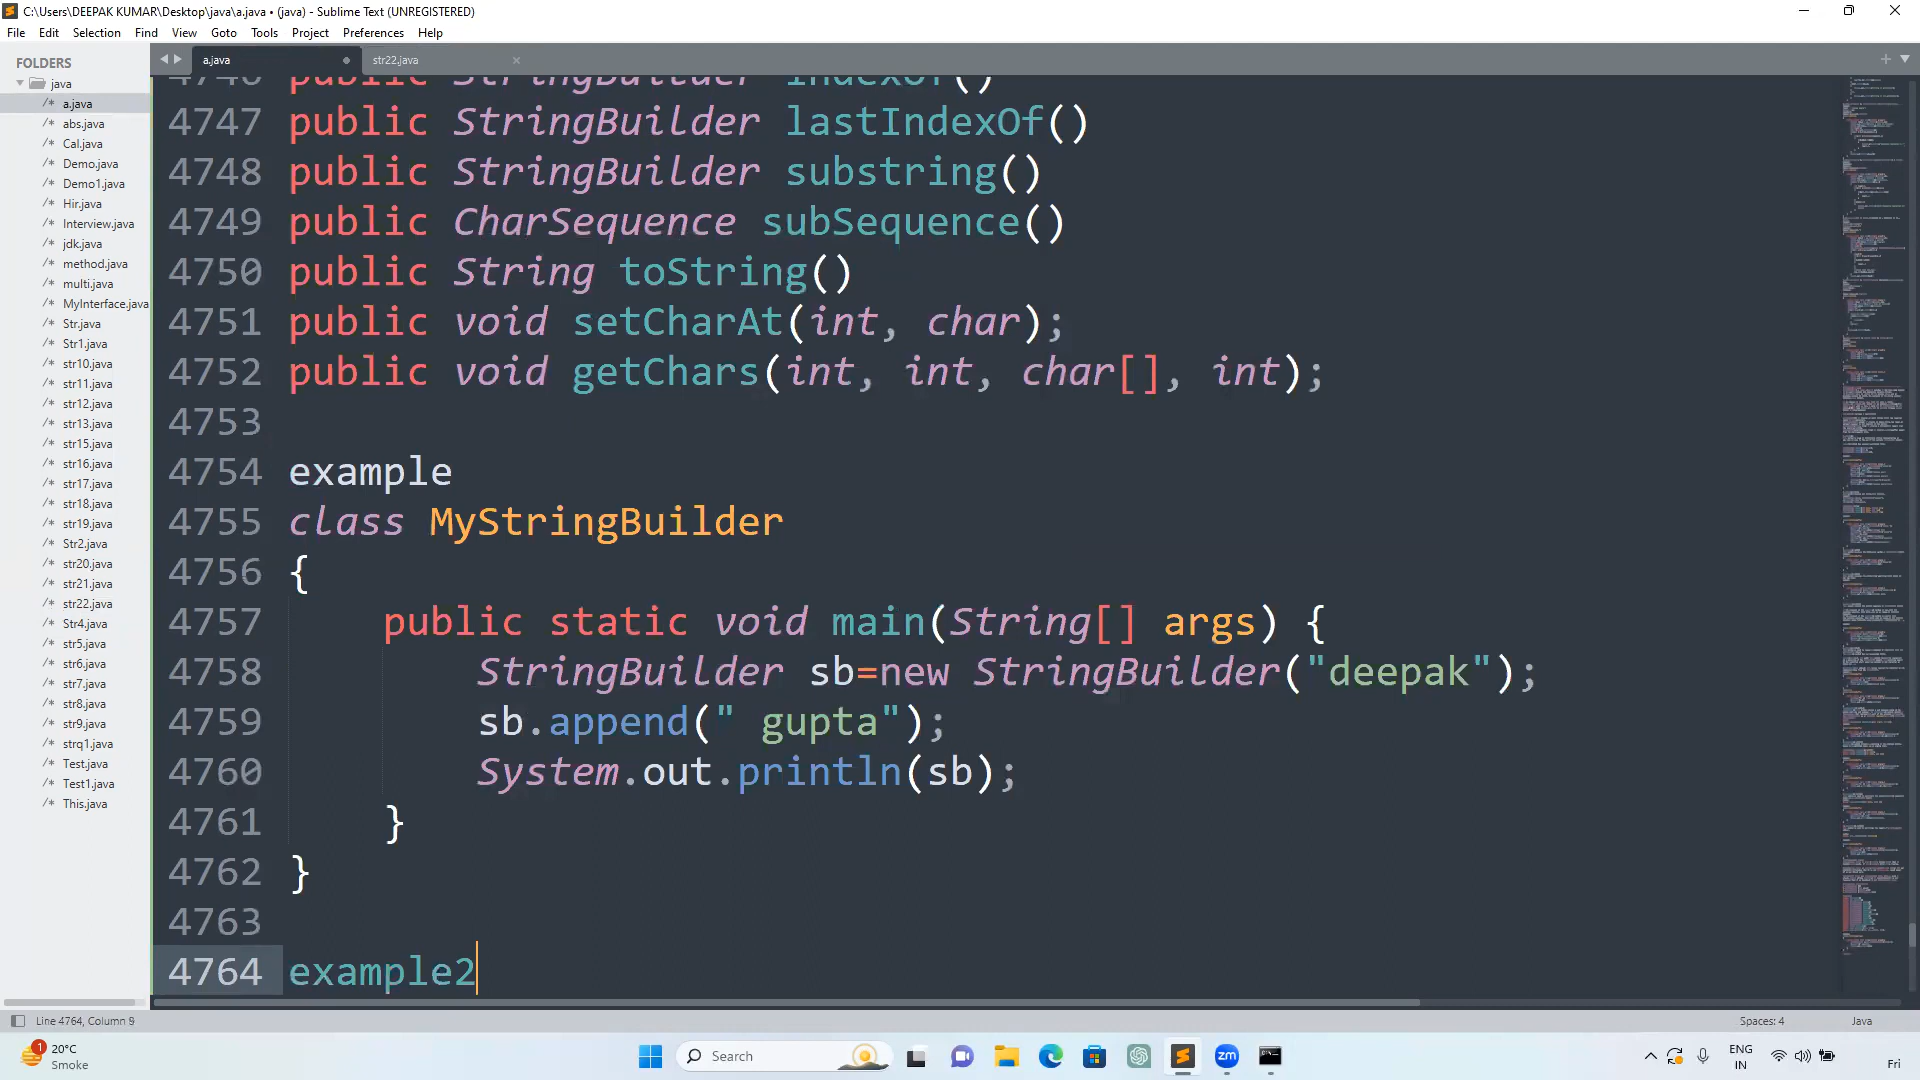 C:\Users\DEEPAK KUMAR\Desktop\java\a.java • (java) - Sublime Text (UNREGISTERED)
File Edit Selection Find View Goto Tools Project Preferences Help
FOLDERS
java
/* a.java
/* abs.java
/* Cal.java
/* Demo.java
/* Demo1.java
/* Hir.java
/* Interview.java
/* jdk.java
/* method.java
/* multi.java
/* MyInterface.java
/* Str.java
/* Str1.java
/* str10.java
/* str11.java
/* str12.java
/* str13.java
/* str15.java
/* str16.java
/* str17.java
/* str18.java
/* str19.java
/* Str2.java
/* str20.java
/* str21.java
/* str22.java
/* Str4.java
/* str5.java
/* str6.java
/* str7.java
/* str8.java
/* str9.java
/* strq1.java
/* Test.java
/* Test1.java
/* This.java
a.java str22.java
4746 public StringBuilder indexOf()
4747 public StringBuilder lastIndexOf()
4748 public StringBuilder substring()
4749 public CharSequence subSequence()
4750 public String toString()
4751 public void setCharAt(int, char);
4752 public void getChars(int, int, char[], int);
4753
4754 example
4755 class MyStringBuilder
4756 {
4757 public static void main(String[] args) {
4758 StringBuilder sb=new StringBuilder("deepak");
4759 sb.append(" gupta");
4760 System.out.println(sb);
4761 }
4762 }
4763
4764 example2
Line 4764, Column 9
Spaces: 4 Java
1
20°C
Smoke
Search
zm
ENG
IN
Fri